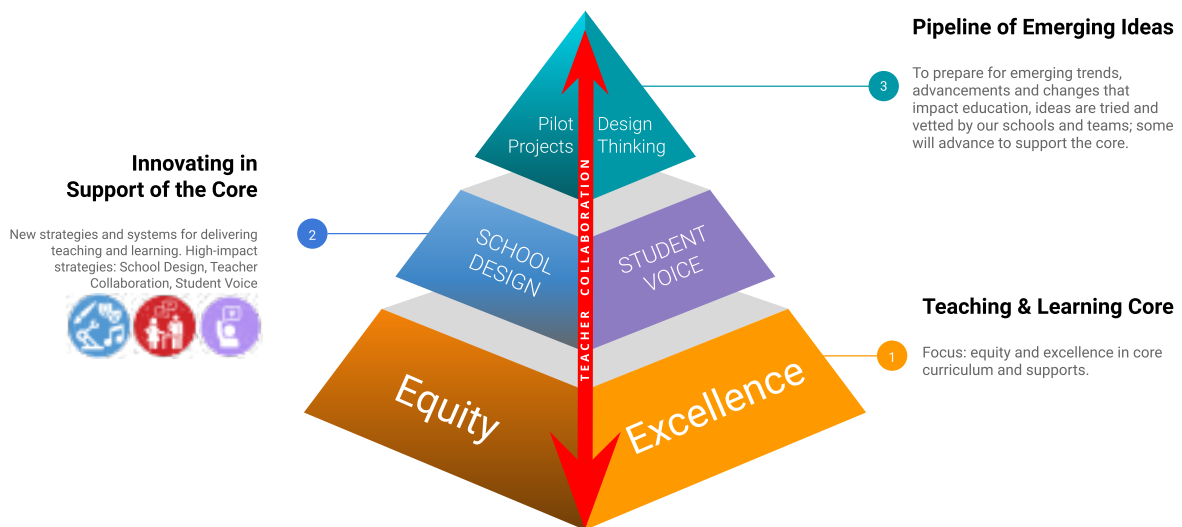 Pipeline of Emerging Ideas
3
To prepare for emerging trends,
advancements and changes that
impact education, ideas are tried and
vetted by our schools and teams; some
will advance to support the core.
Pilot
Projects
Design
Thinking
Innovating in
Support of the Core
New strategies and systems for delivering
teaching and learning. High-impact
strategies: School Design, Teacher
Collaboration, Student Voice
2
SCHOOL
DESIGN
STUDENT
VOICE
TEACHER COLLABORATION
Teaching & Learning Core
1
Focus: equity and excellence in core
curriculum and supports.
Equity
Excellence